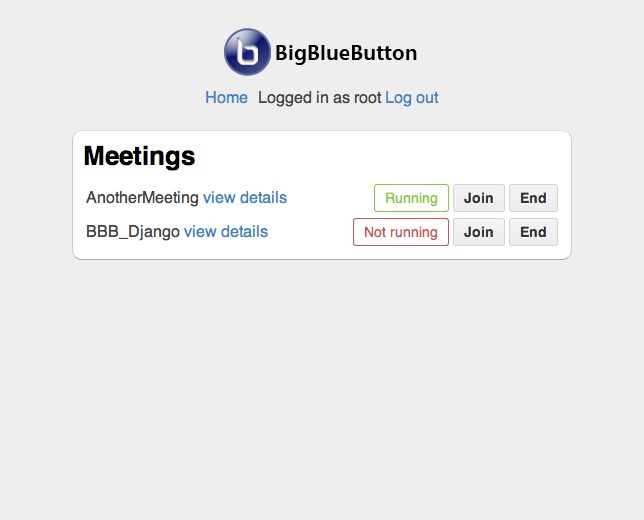 BigBlueButton
Home Logged in as root Log out
Meetings
AnotherMeeting view details Running Join End
BBB_Django view details Not running Join End